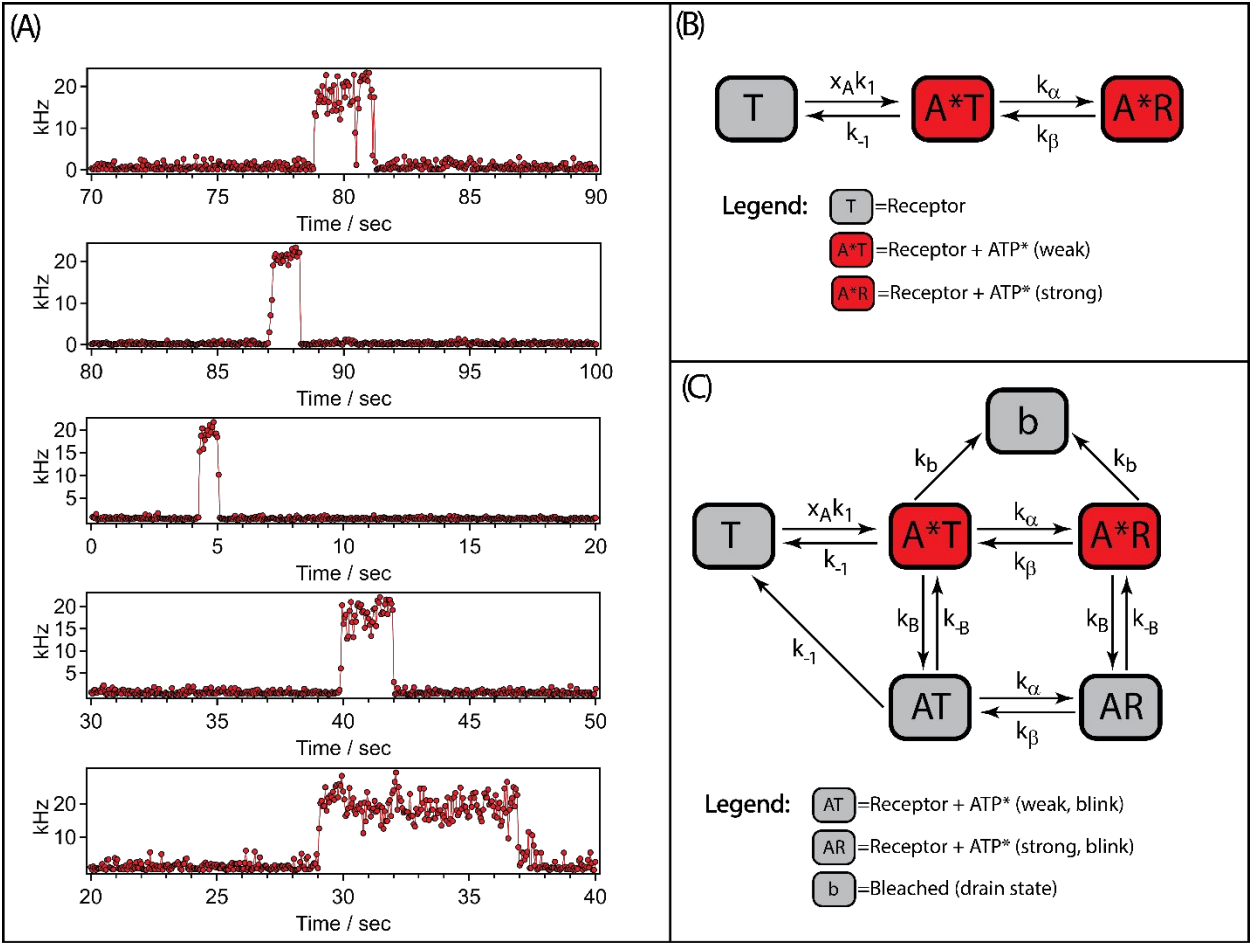 (A)
20
10
0
kHz
70
75
80
85
90
Time / sec
20
10
0
kHz
80
85
90
95
100
Time / sec
20
15
10
5
kHz
0
5
10
15
20
Time / sec
20
15
10
5
kHz
30
35
40
45
50
Time / sec
20
10
kHz
20
25
30
35
40
Time / sec
(B)
T
xAk1
k-1
A*T
kα
kβ
A*R
Legend:
T =Receptor
A*T =Receptor + ATP* (weak)
A*R =Receptor + ATP* (strong)
(C)
b
kb
kb
T
xAk1
k-1
A*T
kα
kβ
A*R
kB
k-B
kB
k-B
k-1
AT
kα
kβ
AR
Legend:
AT =Receptor + ATP* (weak, blink)
AR =Receptor + ATP* (strong, blink)
b =Bleached (drain state)